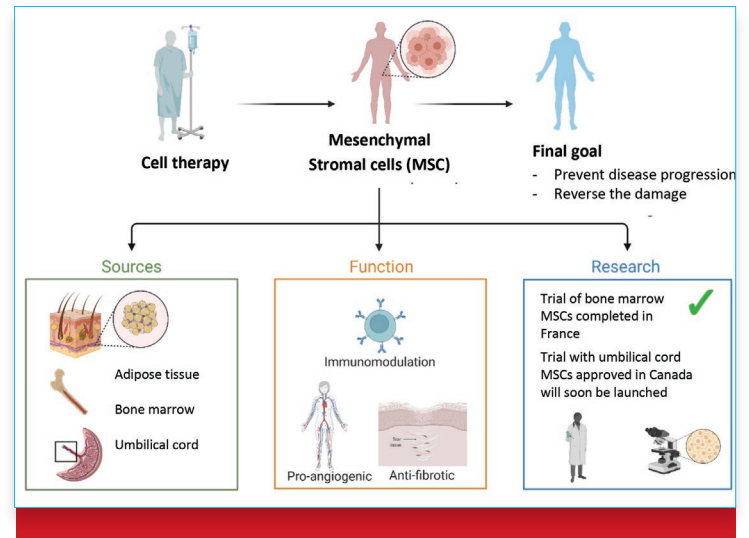 Cell therapy
Mesenchymal
Stromal cells (MSC)
Final goal
- Prevent disease progression
- Reverse the damage
Sources
Adipose tissue
Bone marrow
Umbilical cord
Function
Immunomodulation
Pro-angiogenic
Anti-fibrotic
Research
Trial of bone marrow
MSCs completed in
France
Trial with umbilical cord
MSCs approved in Canada
will soon be launched